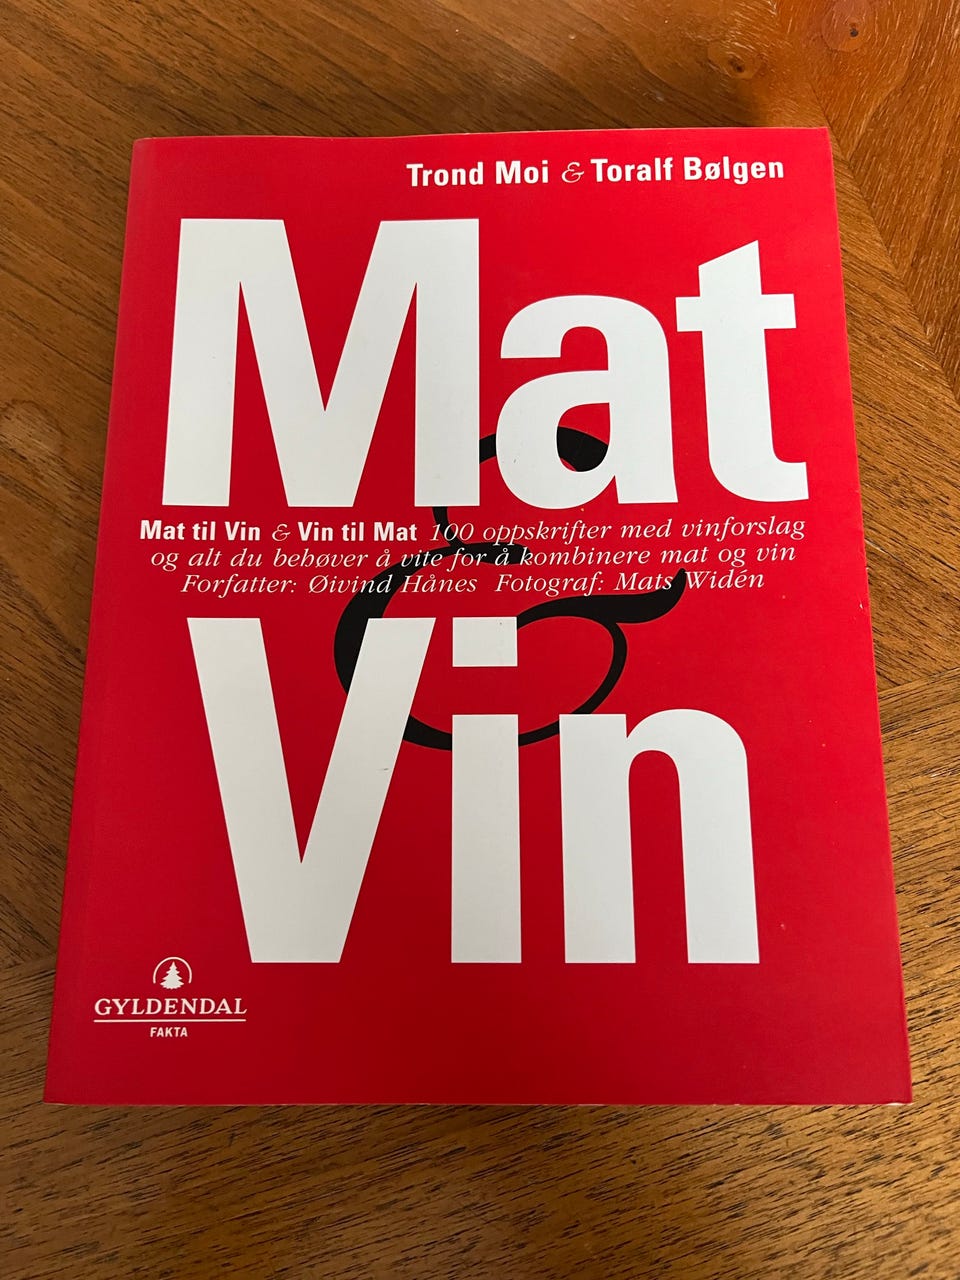 Trond Moi & Toralf Bølgen
Mat
&
Mat til Vin & Vin til Mat 100 oppskrifter med vinforslag
og alt du behøver å vite for å kombinere mat og vin
Forfatter: Øivind Hånes Fotograf: Mats Widén
Vin
GYLDENDAL
FAKTA